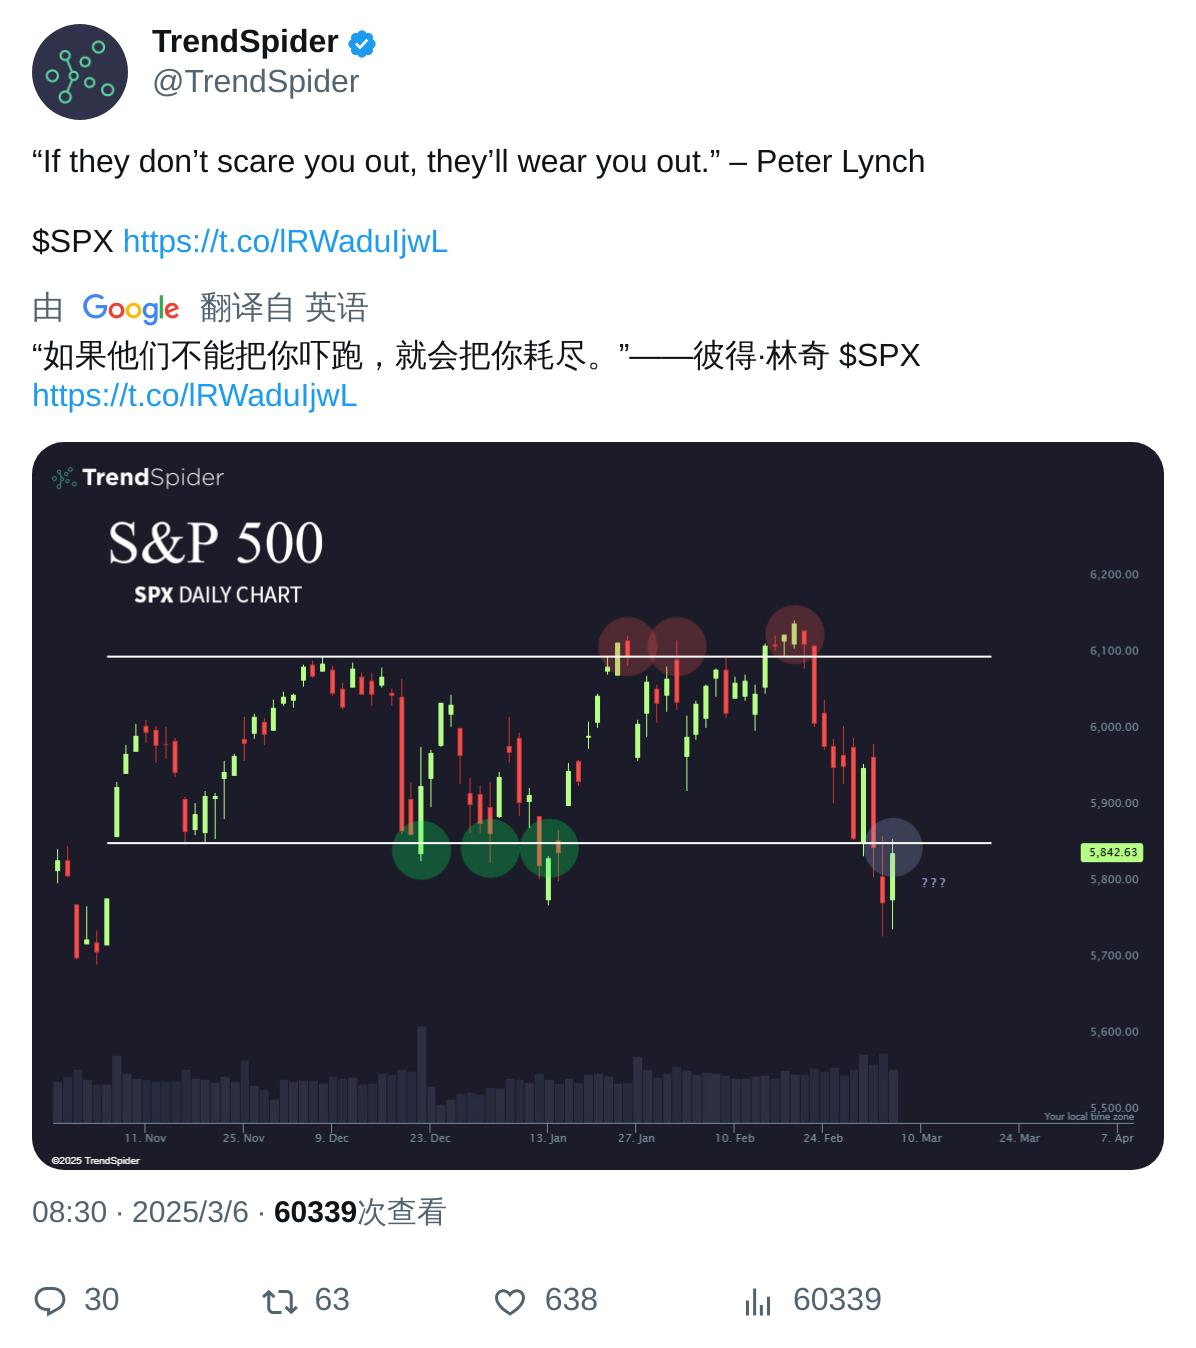 TrendSpider
@TrendSpider
“If they don’t scare you out, they’ll wear you out.” – Peter Lynch
$SPX https://t.co/lRWaduIjwL
由 Google 翻译自 英语
“如果他们不能把你吓跑，就会把你耗尽。”——彼得·林奇 $SPX
https://t.co/lRWaduIjwL
TrendSpider
S&P 500
SPX DAILY CHART
6,200.00
6,100.00
6,000.00
5,900.00
5,842.63
5,800.00
???
5,700.00
5,600.00
5,500.00
Your local time zone
11. Nov 25. Nov 9. Dec 23. Dec 13. Jan 27. Jan 10. Feb 24. Feb 10. Mar 24. Mar 7. Apr
©2025 TrendSpider
08:30 · 2025/3/6 · 60339次查看
30 63 638 60339